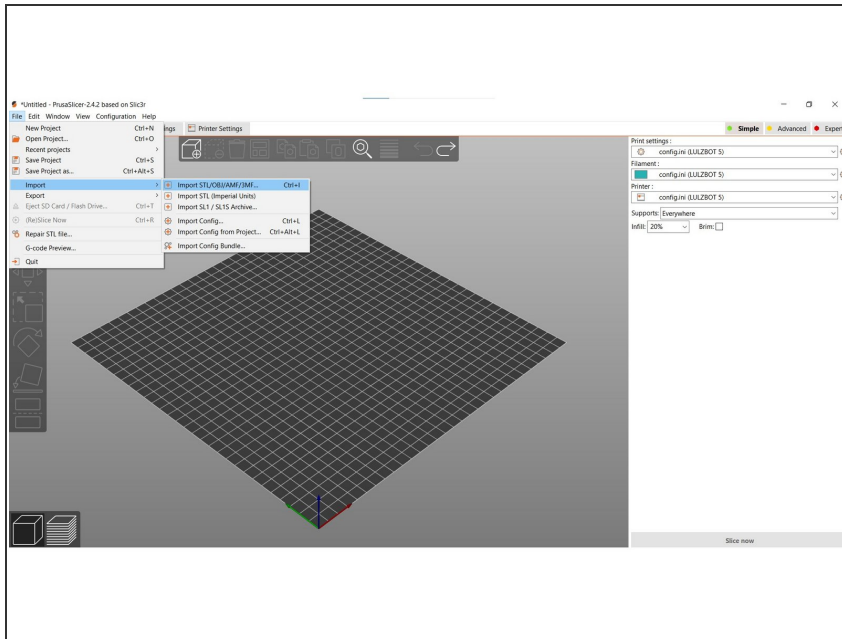 *Untitled - PrusaSlicer-2.4.2 based on Slic3r
File Edit Window View Configuration Help
New Project Ctrl+N
Open Project... Ctrl+O
Recent projects
Save Project Ctrl+S
Save Project as... Ctrl+Alt+S
Import
Export
Eject SD Card / Flash Drive... Ctrl+T
(Re)Slice Now Ctrl+R
Repair STL file...
G-code Preview...
Quit
Import STL/OBJ/AMF/3MF... Ctrl+I
Import STL (Imperial Units)
Import SL1 / SL1S Archive...
Import Config... Ctrl+L
Import Config from Project... Ctrl+Alt+L
Import Config Bundle...
ngs Printer Settings
Simple Advanced Exper
Print settings :
config.ini (LULZBOT 5)
Filament :
config.ini (LULZBOT 5)
Printer :
config.ini (LULZBOT 5)
Supports: Everywhere
Infill: 20% Brim:
Slice now